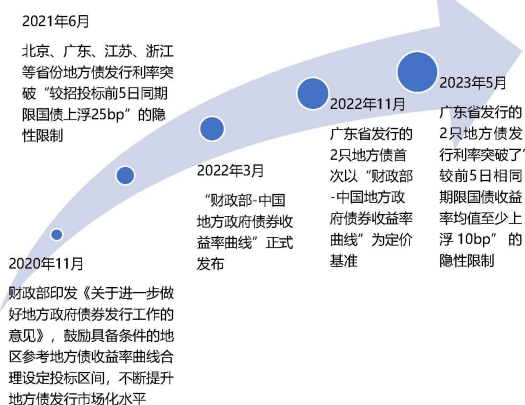 2021年6月
北京、广东、江苏、浙江
等省份地方债发行利率突
破“较招投标前5日同期
限国债上浮25bp”的隐
性限制
2020年11月
财政部印发《关于进一步做
好地方政府债券发行工作的
意见》，鼓励具备条件的地
区参考地方债收益率曲线合
理设定投标区间，不断提升
地方债发行市场化水平
2022年3月
“财政部-中国
地方政府债券收
益率曲线”正式
发布
2022年11月
广东省发行的
2只地方债首
次以“财政部
-中国地方政
府债券收益率
曲线”为定价
基准
2023年5月
广东省发行的
2只地方债发
行利率突破了“
较前5日相同
期限国债收益
率均值至少上
浮 10bp” 的
隐性限制